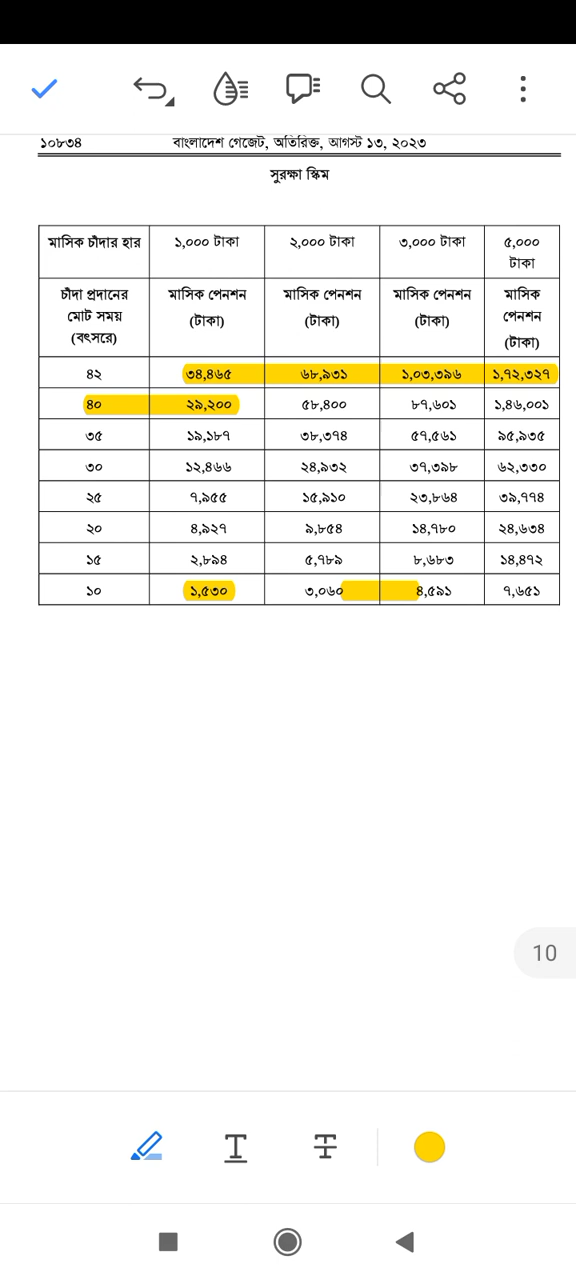 ১০৮৩৪ বাংলাদেশ গেজেট, অতিরিক্ত, আগস্ট ১৩, ২০২৩
সুরক্ষা স্কিম
মাসিক চাঁদার হার ১,০০০ টাকা ২,০০০ টাকা ৩,০০০ টাকা ৫,০০০ টাকা
চাঁদা প্রদানের মোট সময় (বৎসরে) মাসিক পেনশন (টাকা) মাসিক পেনশন (টাকা) মাসিক পেনশন (টাকা) মাসিক পেনশন (টাকা)
৪২ ৩৪,৪৬৫ ৬৮,৯৩১ ১,০৩,৩৯৬ ১,৭২,৩২৭
৪০ ২৯,২০০ ৫৮,৪০০ ৮৭,৬০১ ১,৪৬,০০১
৩৫ ১৯,১৮৭ ৩৮,৩৭৪ ৫৭,৫৬১ ৯৫,৯৩৫
৩০ ১২,৪৬৬ ২৪,৯৩২ ৩৭,৩৯৮ ৬২,৩৩০
২৫ ৭,৯৫৫ ১৫,৯১০ ২৩,৮৬৪ ৩৯,৭৭৪
২০ ৪,৯২৭ ৯,৮৫৪ ১৪,৭৮০ ২৪,৬৩৪
১৫ ২,৮৯৪ ৫,৭৮৯ ৮,৬৮৩ ১৪,৪৭২
১০ ১,৫৩০ ৩,০৬০ ৪,৫৯১ ৭,৬৫১
10